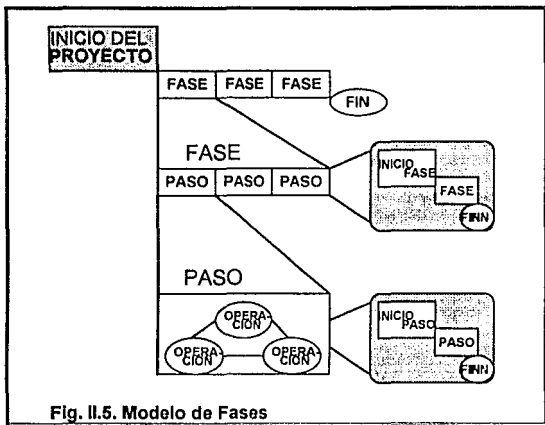 INICIO DEL
PROYECTO
FASE FASE FASE
FIN
FASE
PASO PASO PASO
INICIO
FASE
FASE
FINN
PASO
OPERA-
CION
OPERA-
CION
OPERA-
CION
INICIO
PASO
PASO
FINN
Fig. II.5. Modelo de Fases